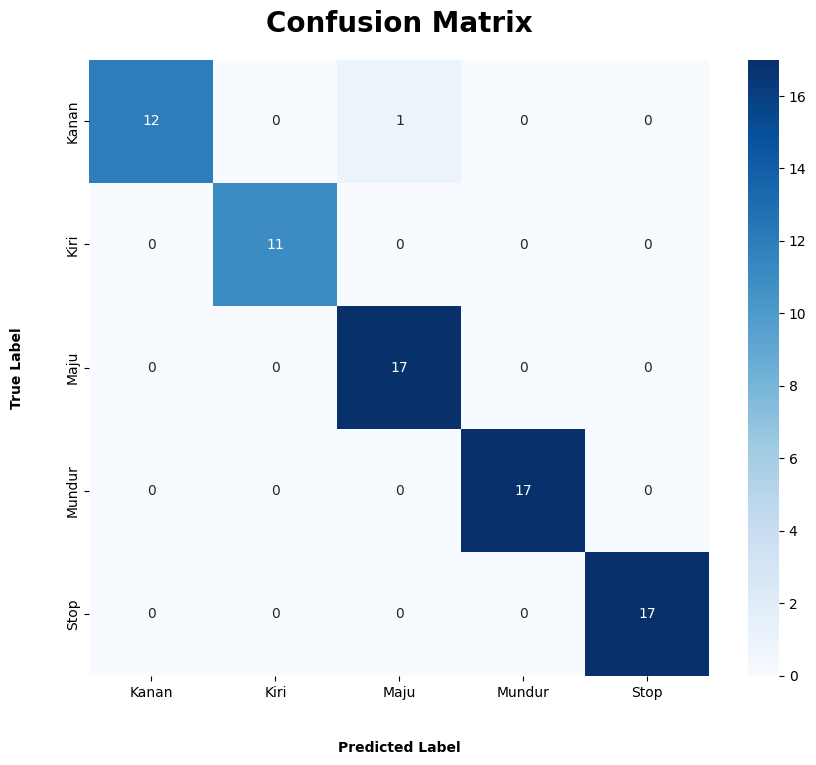 Confusion Matrix
True Label
Kanan 12 0 1 0 0
Kiri 0 11 0 0 0
Maju 0 0 17 0 0
Mundur 0 0 0 17 0
Stop 0 0 0 0 17
Kanan Kiri Maju Mundur Stop
Predicted Label
16
14
12
10
8
6
4
2
0